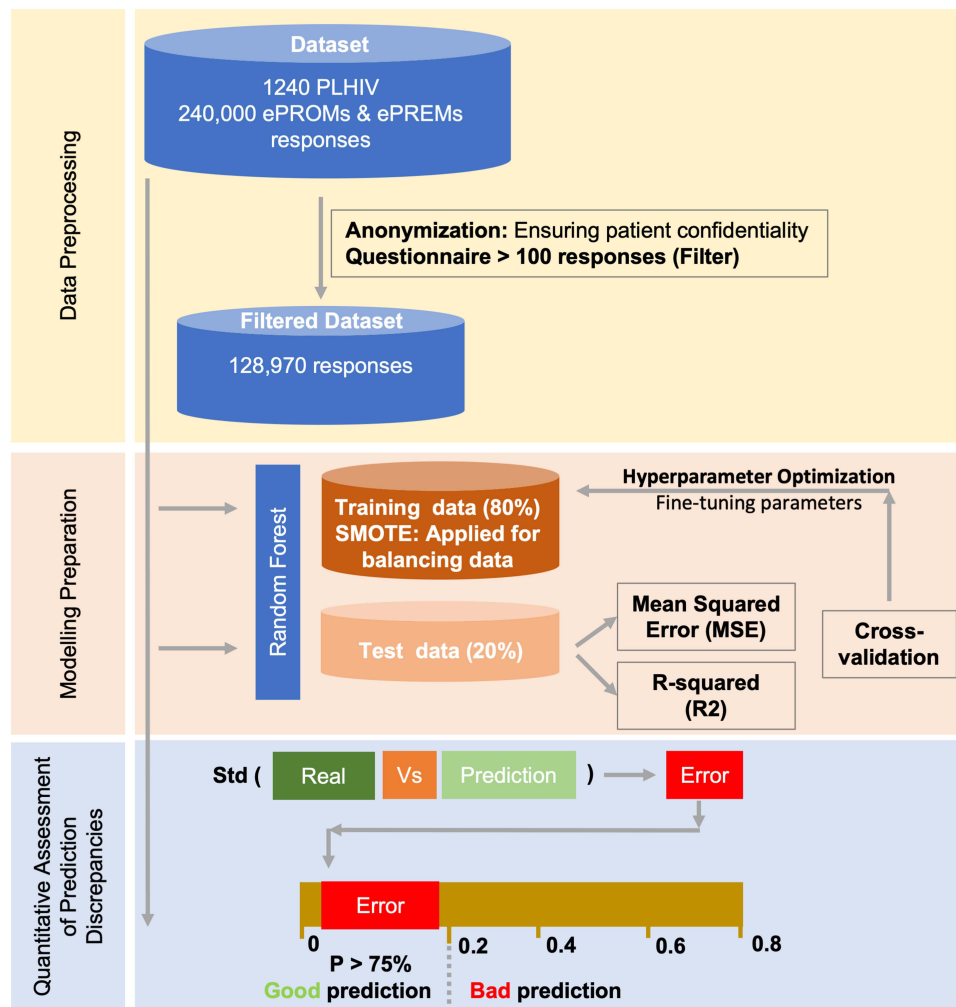 Data Preprocessing
Dataset
1240 PLHIV
240,000 ePROMs & ePREMs
responses
Anonymization: Ensuring patient confidentiality
Questionnaire > 100 responses (Filter)
Filtered Dataset
128,970 responses
Modelling Preparation
Random Forest
Training data (80%)
SMOTE: Applied for
balancing data
Hyperparameter Optimization
Fine-tuning parameters
Test data (20%)
Mean Squared
Error (MSE)
R-squared
(R2)
Cross-
validation
Quantitative Assessment
of Prediction
Discrepancies
Std ( Real Vs Prediction ) Error
Error
0 0.2 0.4 0.6 0.8
P > 75%
Good prediction Bad prediction